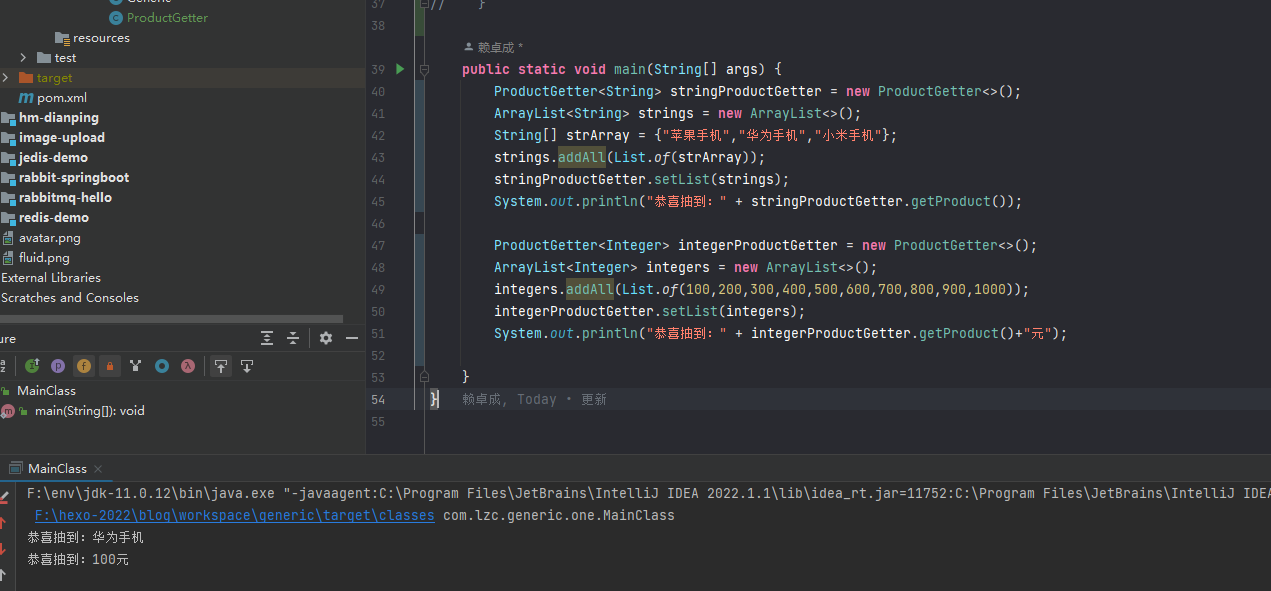 ProductGetter
resources
test
target
pom.xml
hm-dianping
image-upload
jedis-demo
rabbit-springboot
rabbitmq-hello
redis-demo
avatar.png
fluid.png
External Libraries
Scratches and Consoles
ure
MainClass
main(String[]): void
37 // }
38
赖卓成 *
39 public static void main(String[] args) {
40 ProductGetter<String> stringProductGetter = new ProductGetter<>();
41 ArrayList<String> strings = new ArrayList<>();
42 String[] strArray = {"苹果手机","华为手机","小米手机"};
43 strings.addAll(List.of(strArray));
44 stringProductGetter.setList(strings);
45 System.out.println("恭喜抽到：" + stringProductGetter.getProduct());
46
47 ProductGetter<Integer> integerProductGetter = new ProductGetter<>();
48 ArrayList<Integer> integers = new ArrayList<>();
49 integers.addAll(List.of(100,200,300,400,500,600,700,800,900,1000));
50 integerProductGetter.setList(integers);
51 System.out.println("恭喜抽到：" + integerProductGetter.getProduct()+"元");
52
53 }
54 } 赖卓成, Today • 更新
55
MainClass ×
F:\env\jdk-11.0.12\bin\java.exe "-javaagent:C:\Program Files\JetBrains\IntelliJ IDEA 2022.1.1\lib\idea_rt.jar=11752:C:\Program Files\JetBrains\IntelliJ IDEA
F:\hexo-2022\blog\workspace\generic\target\classes com.lzc.generic.one.MainClass
恭喜抽到：华为手机
恭喜抽到：100元